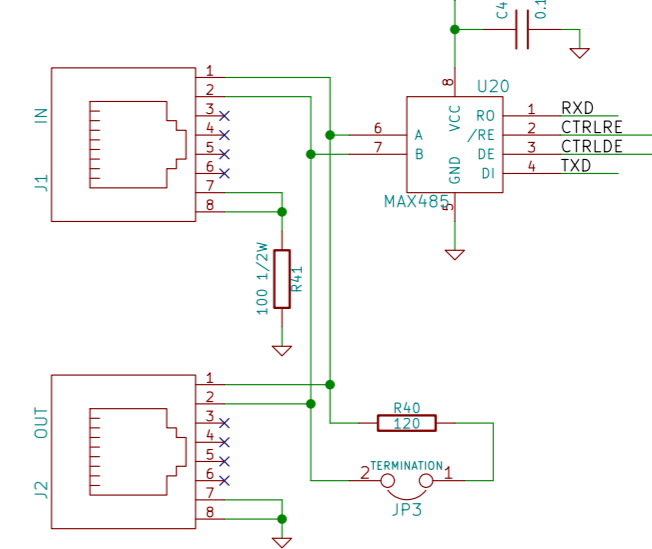 C4
0.1
IN
J1
1
2
3
4
5
6
7
8
100 1/2W
R41
U20
8
VCC
6
A
7
B
RO
/RE
DE
DI
GND
5
MAX485
1
RXD
2
CTRLRE
3
CTRLDE
4
TXD
OUT
J2
1
2
3
4
5
6
7
8
R40
120
2
TERMINATION
1
JP3